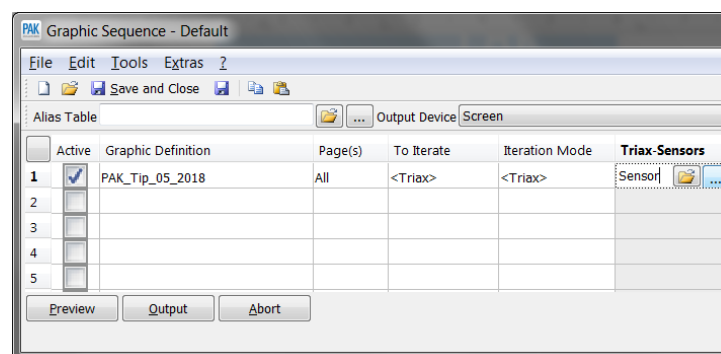 PAK Graphic Sequence - Default
File Edit Tools Extras ?
Save and Close
Alias Table ... Output Device Screen
Active Graphic Definition Page(s) To Iterate Iteration Mode Triax-Sensors
1 PAK_Tip_05_2018 All <Triax> <Triax> Sensor ...
2
3
4
5
Preview Output Abort